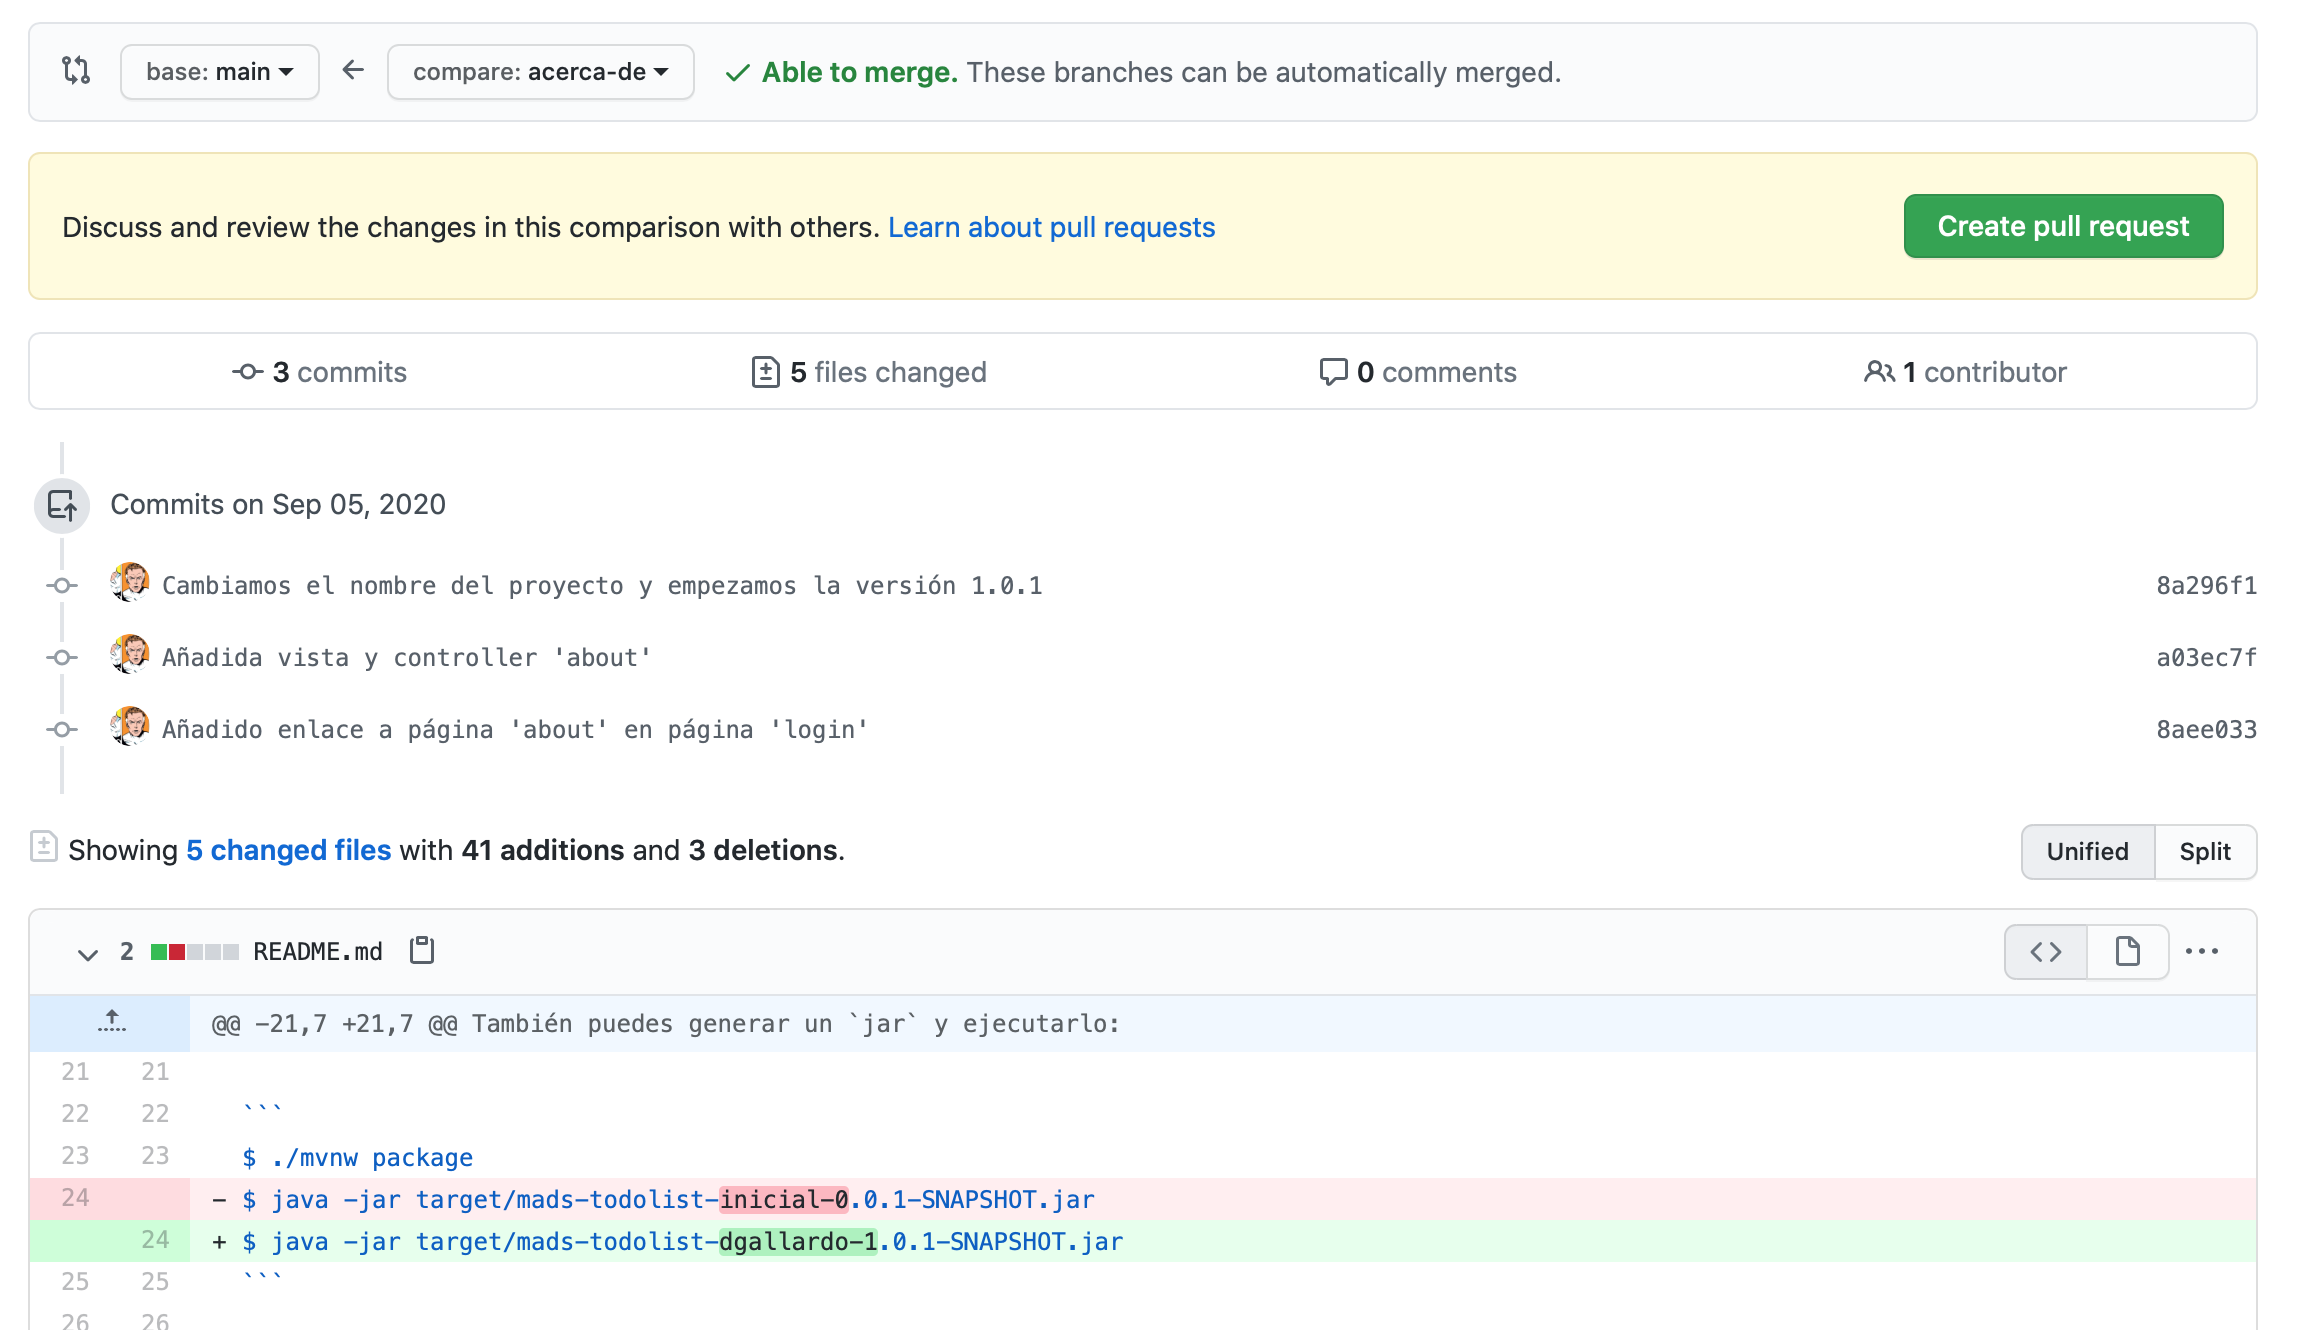 base: main compare: acerca-de Able to merge. These branches can be automatically merged.
Discuss and review the changes in this comparison with others. Learn about pull requests Create pull request
3 commits 5 files changed 0 comments 1 contributor
Commits on Sep 05, 2020
Cambiamos el nombre del proyecto y empezamos la versión 1.0.1 8a296f1
Añadida vista y controller 'about' a03ec7f
Añadido enlace a página 'about' en página 'login' 8aee033
Showing 5 changed files with 41 additions and 3 deletions. Unified Split
2 README.md
@@ -21,7 +21,7 @@ También puedes generar un `jar` y ejecutarlo:
21 21
22 22 ```
23 23 $ ./mvnw package
24 - $ java -jar target/mads-todolist-inicial-0.0.1-SNAPSHOT.jar
24 + $ java -jar target/mads-todolist-dgallardo-1.0.1-SNAPSHOT.jar
25 25 ```
26 26